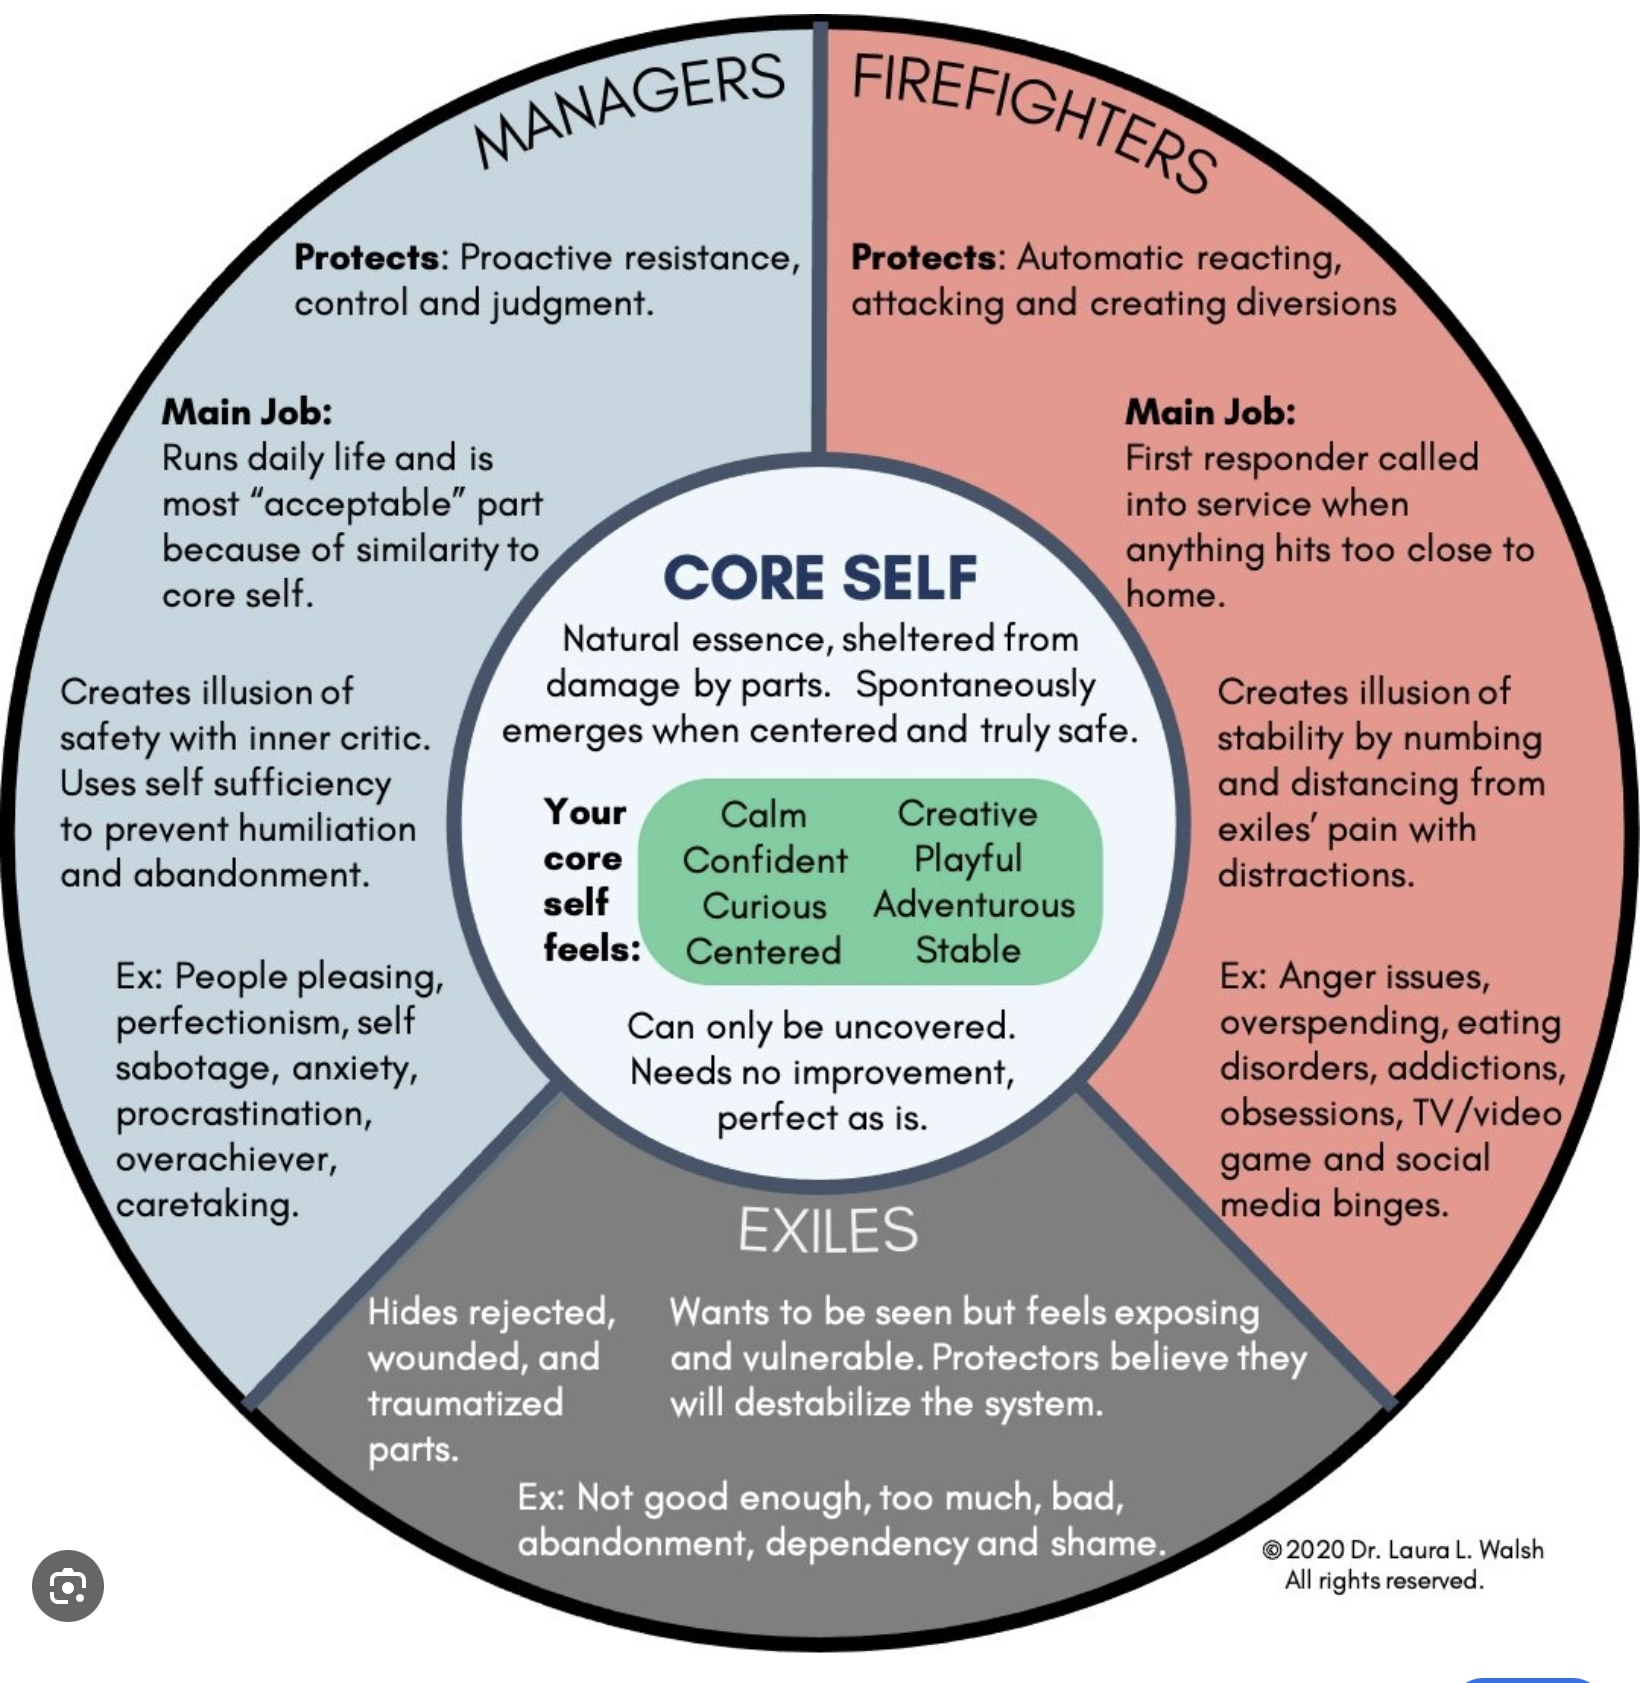 MANAGERS
Protects: Proactive resistance,
control and judgment.
Main Job:
Runs daily life and is
most “acceptable” part
because of similarity to
core self.
Creates illusion of
safety with inner critic.
Uses self sufficiency
to prevent humiliation
and abandonment.
Ex: People pleasing,
perfectionism, self
sabotage, anxiety,
procrastination,
overachiever,
caretaking.
FIREFIGHTERS
Protects: Automatic reacting,
attacking and creating diversions
Main Job:
First responder called
into service when
anything hits too close to
home.
Creates illusion of
stability by numbing
and distancing from
exiles’ pain with
distractions.
Ex: Anger issues,
overspending, eating
disorders, addictions,
obsessions, TV/video
game and social
media binges.
CORE SELF
Natural essence, sheltered from
damage by parts. Spontaneously
emerges when centered and truly safe.
Your
core
self
feels:
Calm Creative
Confident Playful
Curious Adventurous
Centered Stable
Can only be uncovered.
Needs no improvement,
perfect as is.
EXILES
Hides rejected,
wounded, and
traumatized
parts.
Wants to be seen but feels exposing
and vulnerable. Protectors believe they
will destabilize the system.
Ex: Not good enough, too much, bad,
abandonment, dependency and shame.
©2020 Dr. Laura L. Walsh
All rights reserved.